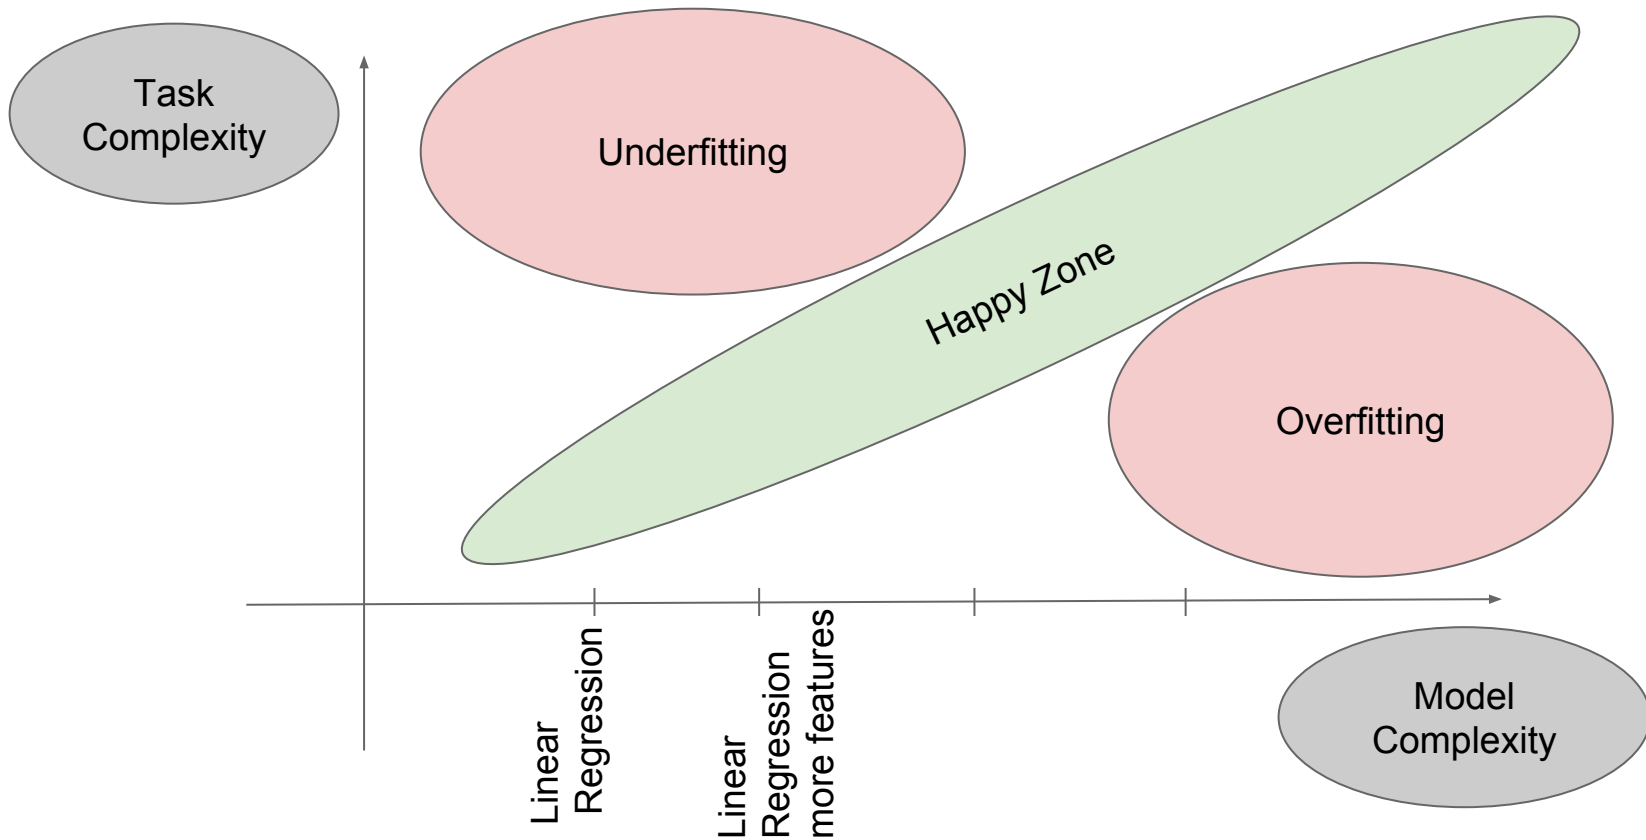 Task
Complexity
Underfitting
Happy Zone
Overfitting
Linear
Regression
Linear
Regression
more features
Model
Complexity